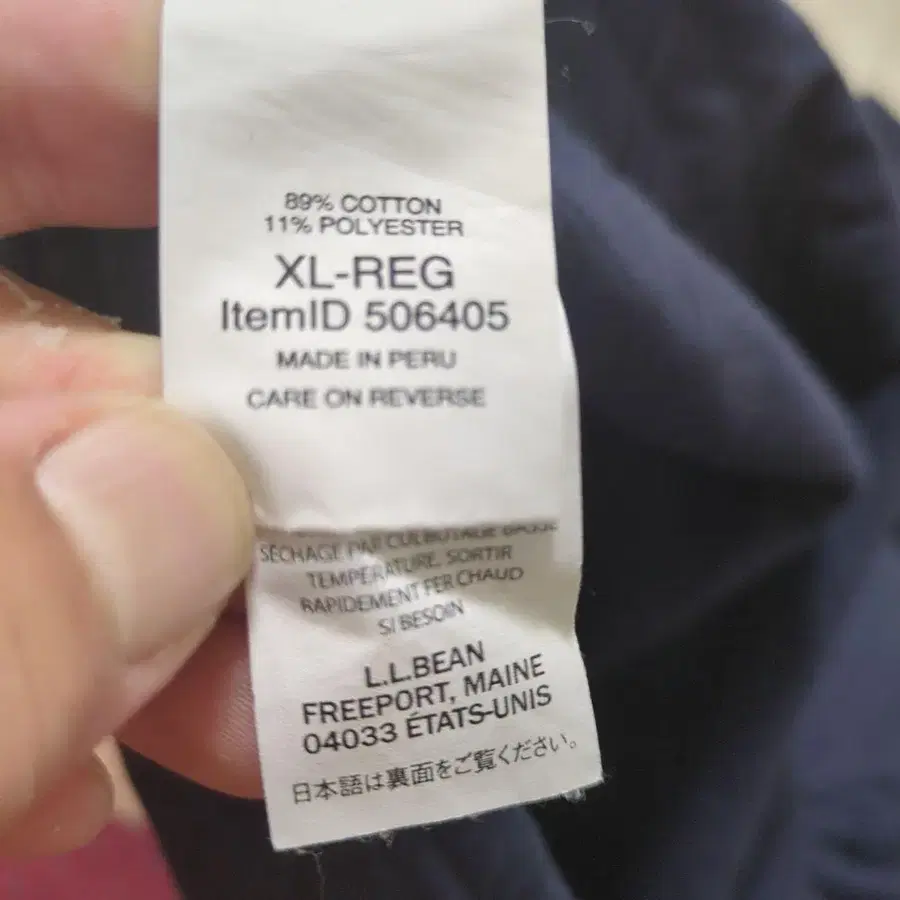 89% COTTON
11% POLYESTER
XL-REG
ItemID 506405
MADE IN PERU
CARE ON REVERSE
SÉCHAGE PAR CULBUTAGE BASSE
TEMPÉRATURE, SORTIR
RAPIDEMENT FER CHAUD
SI BESOIN
L.L.BEAN
FREEPORT, MAINE
04033 ÉTATS-UNIS
日本語は裏面をご覧ください。